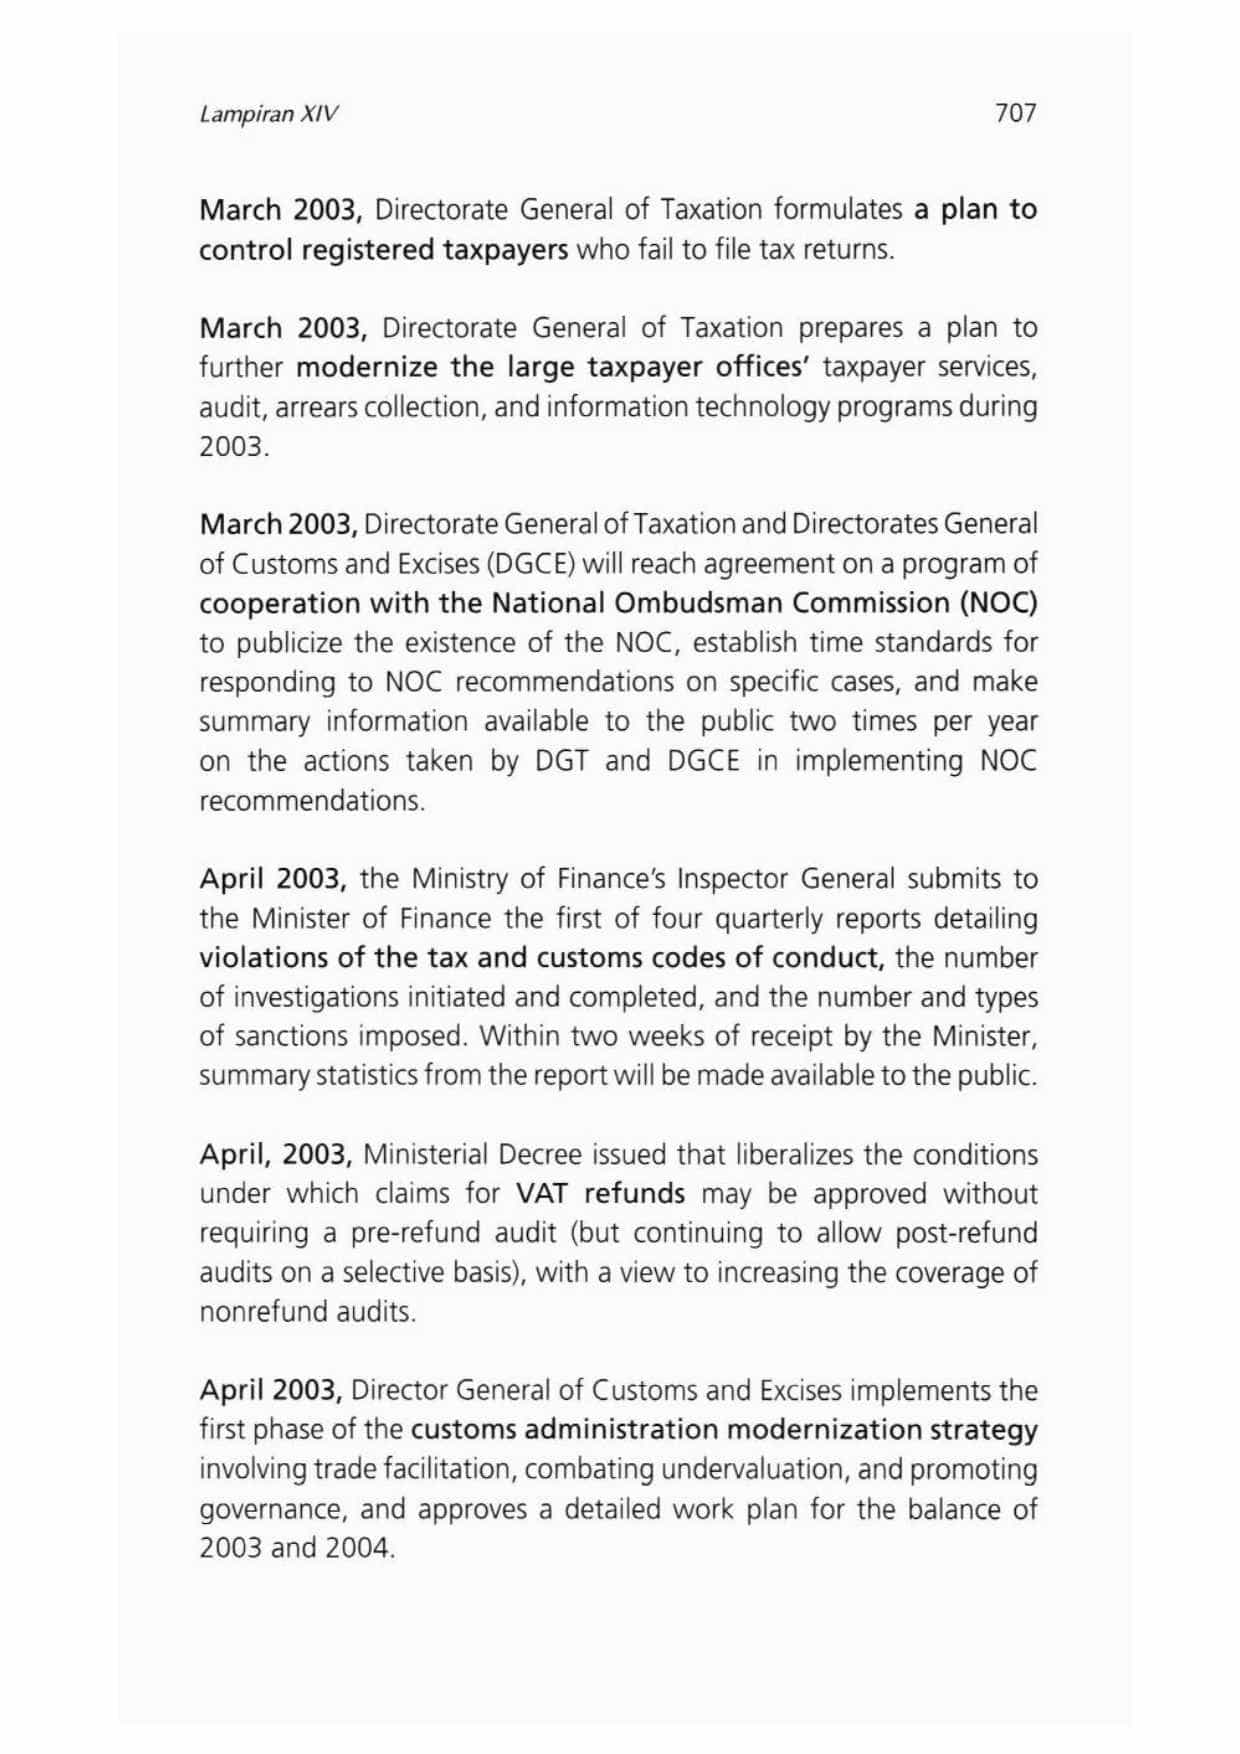 Lampiran XIV 707
March 2003, Directorate General of Taxation formulates a plan to
control registered taxpayers who fail to file tax returns.
March 2003, Directorate General of Taxation prepares a plan to
further modernize the large taxpayer offices' taxpayer services,
audit, arrears collection, and information technology programs during
2003.
March 2003, Directorate General of Taxation and Directorates General
of Customs and Excises (DGCE) will reach agreement on a program of
cooperation with the National Ombudsman Commission (NOC)
to publicize the existence of the NOC, establish time standards for
responding to NOC recommendations on specific cases, and make
summary information available to the public two times per year
on the actions taken by DGT and DGCE in implementing NOC
recommendations.
April 2003, the Ministry of Finance's Inspector General submits to
the Minister of Finance the first of four quarterly reports detailing
violations of the tax and customs codes of conduct, the number
of investigations initiated and completed, and the number and types
of sanctions imposed. Within two weeks of receipt by the Minister,
summary statistics from the report will be made available to the public.
April, 2003, Ministerial Decree issued that liberalizes the conditions
under which claims for VAT refunds may be approved without
requiring a pre-refund audit (but continuing to allow post-refund
audits on a selective basis), with a view to increasing the coverage of
nonrefund audits.
April 2003, Director General of Customs and Excises implements the
first phase of the customs administration modernization strategy
involving trade facilitation, combating undervaluation, and promoting
governance, and approves a detailed work plan for the balance of
2003 and 2004.